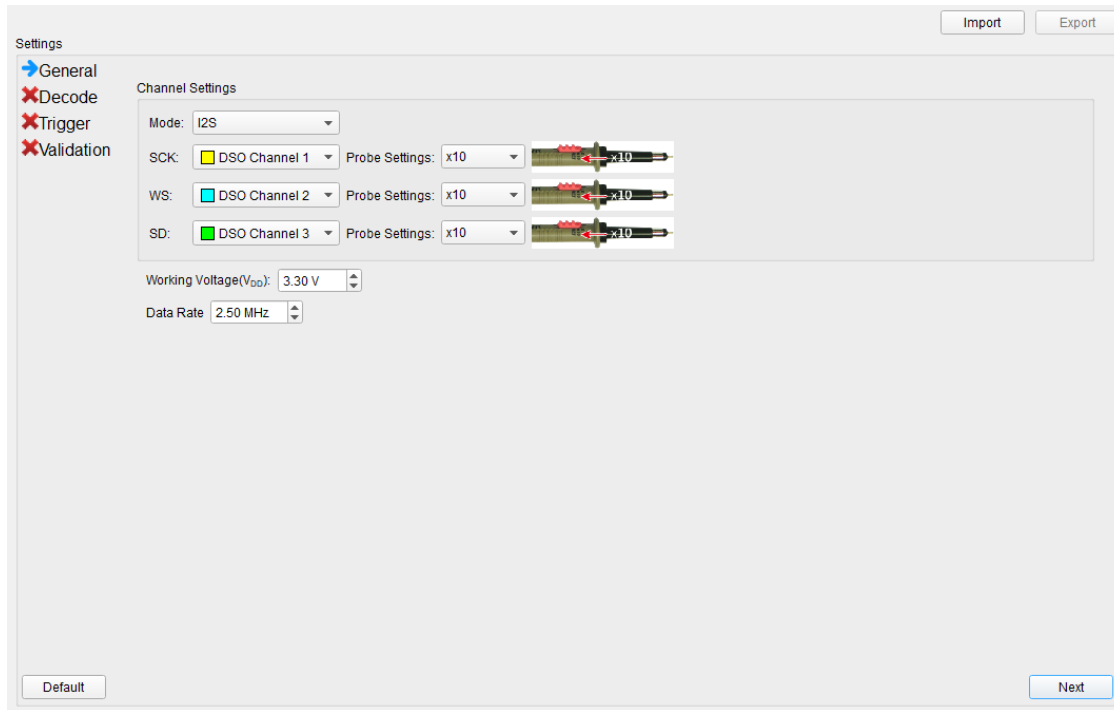 Import Export
Settings
General
Decode
Trigger
Validation
Channel Settings
Mode: I2S
SCK: DSO Channel 1 Probe Settings: x10 x10
WS: DSO Channel 2 Probe Settings: x10 x10
SD: DSO Channel 3 Probe Settings: x10 x10
Working Voltage(VDD): 3.30 V
Data Rate 2.50 MHz
Default Next